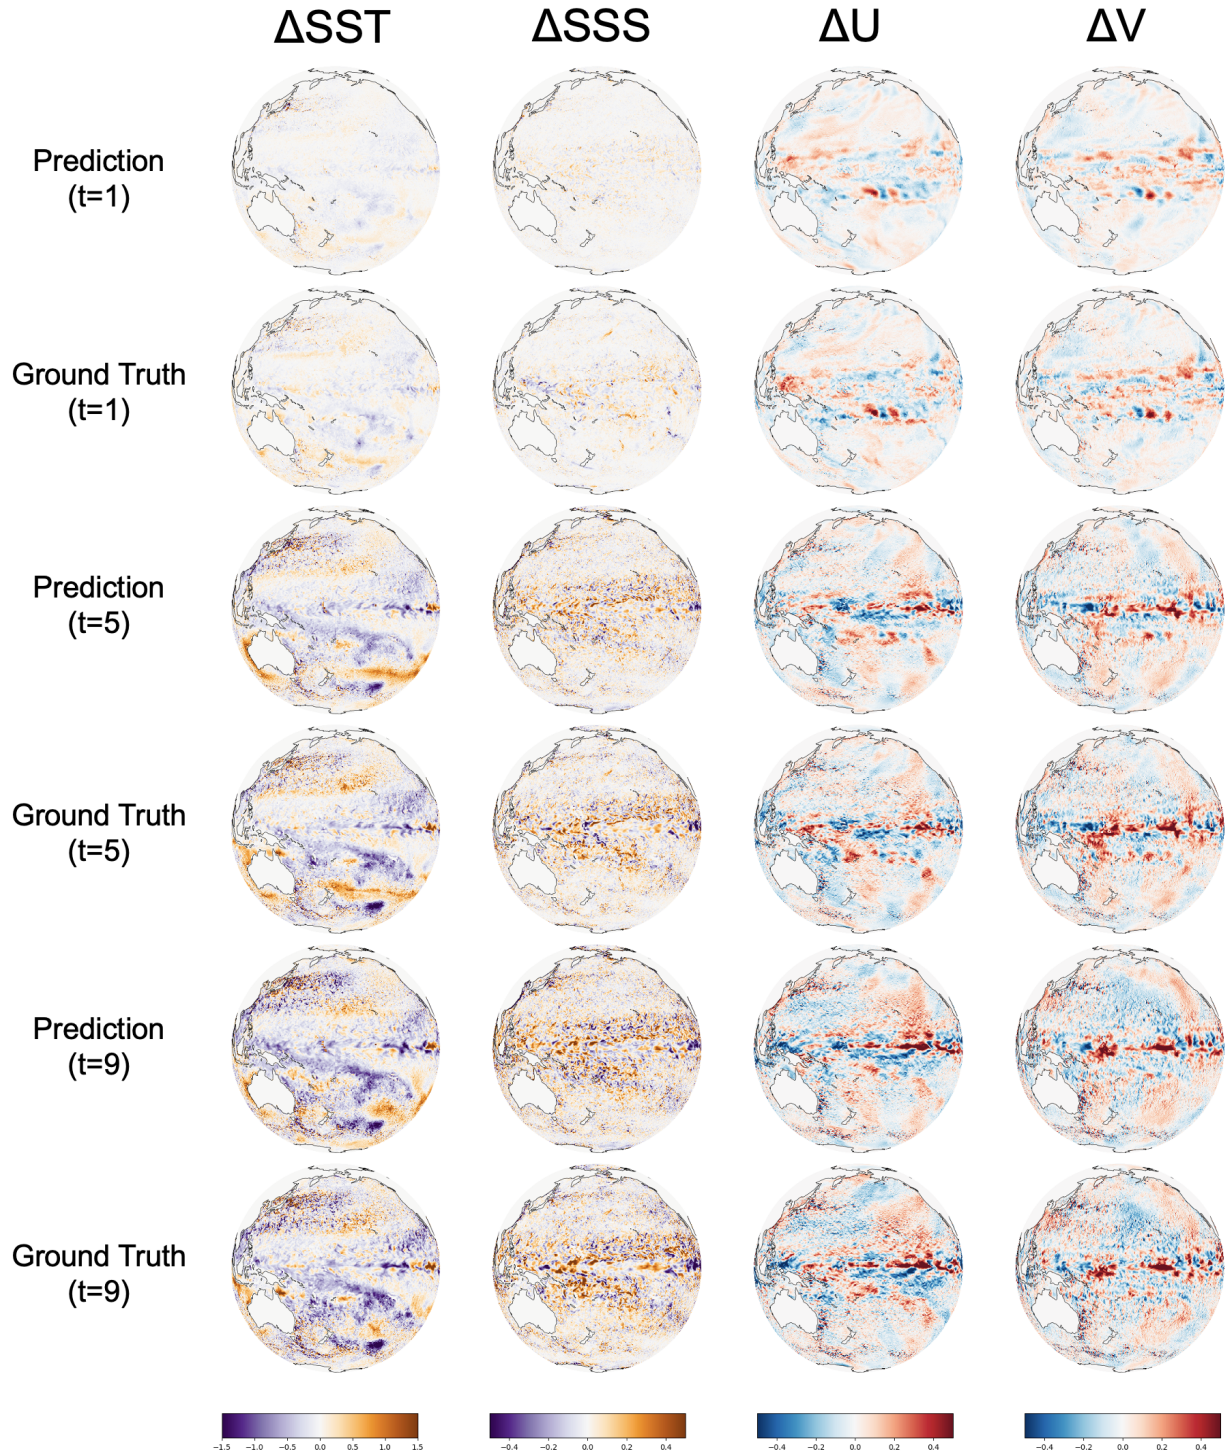 ΔSST ΔSSS ΔU ΔV
Prediction
(t=1)
Ground Truth
(t=1)
Prediction
(t=5)
Ground Truth
(t=5)
Prediction
(t=9)
Ground Truth
(t=9)
−1.5 −1.0 −0.5 0.0 0.5 1.0 1.5
−0.4 −0.2 0.0 0.2 0.4
−0.4 −0.2 0.0 0.2 0.4
−0.4 −0.2 0.0 0.2 0.4